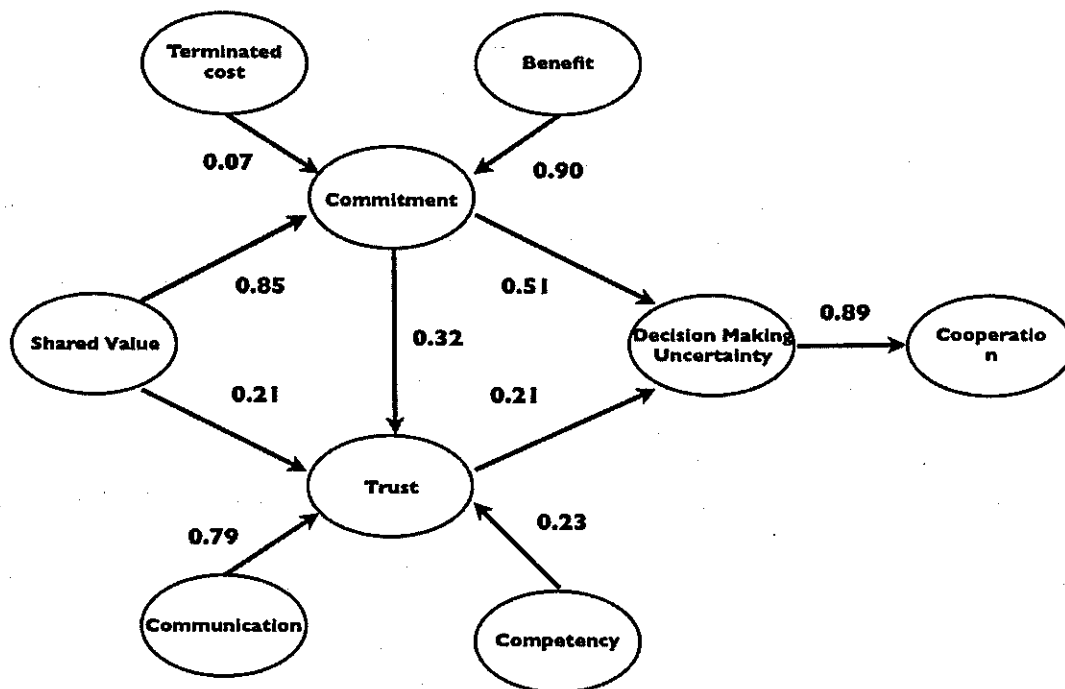 Terminated
cost
Benefit
0.07
0.90
Commitment
0.85
0.51
Shared Value
0.32
Decision Making
Uncertainty
0.89
Cooperatio
n
0.21
0.21
Trust
0.79
0.23
Communication
Competency